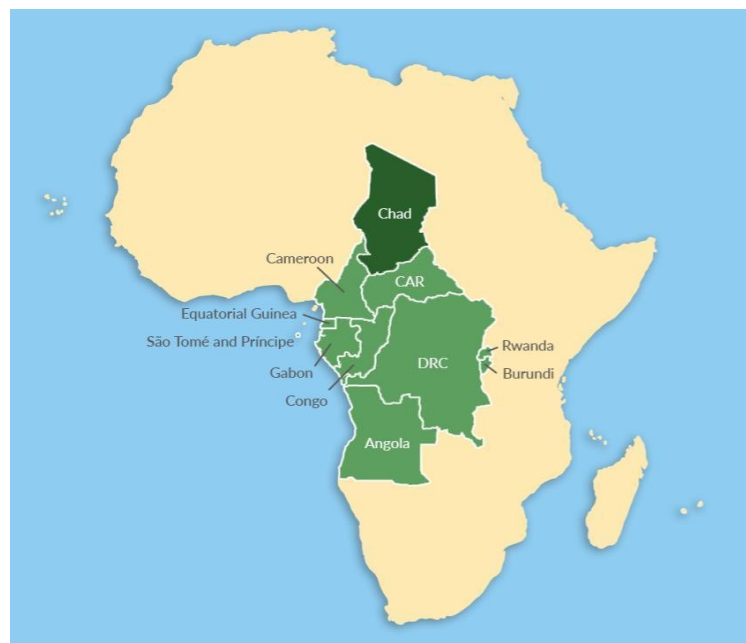 Chad
Cameroon
CAR
Equatorial Guinea
São Tomé and Príncipe
Rwanda
DRC
Gabon
Burundi
Congo
Angola